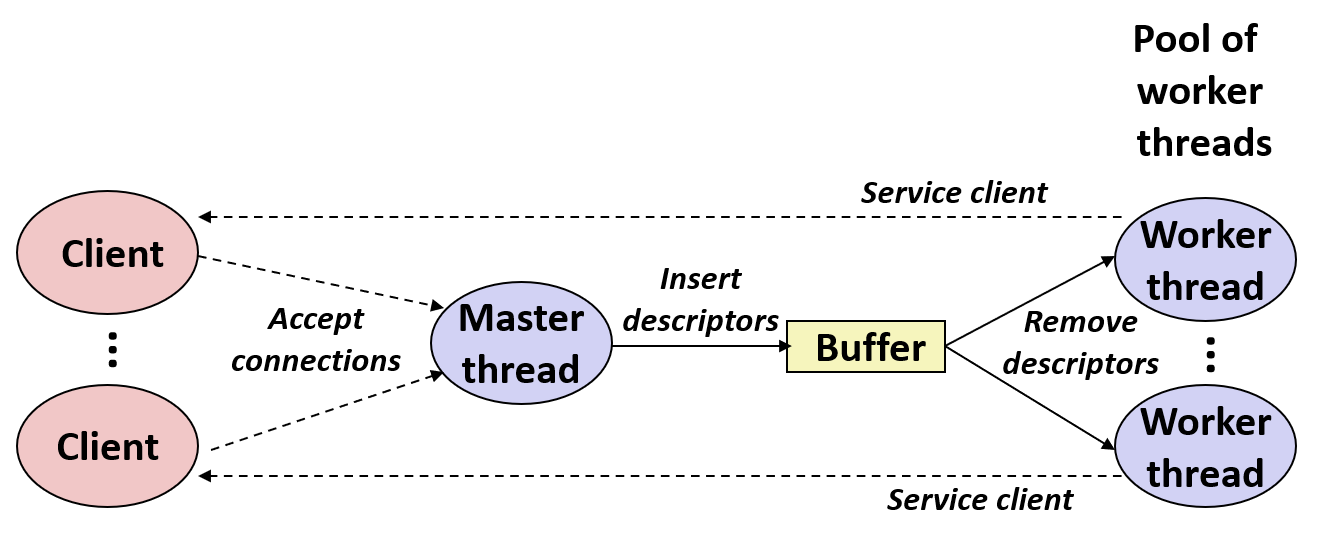 Pool of
worker
threads
Service client
Client
Worker
thread
Insert
descriptors
Accept
connections
Master
thread
Buffer
Remove
descriptors
Client
Worker
thread
Service client